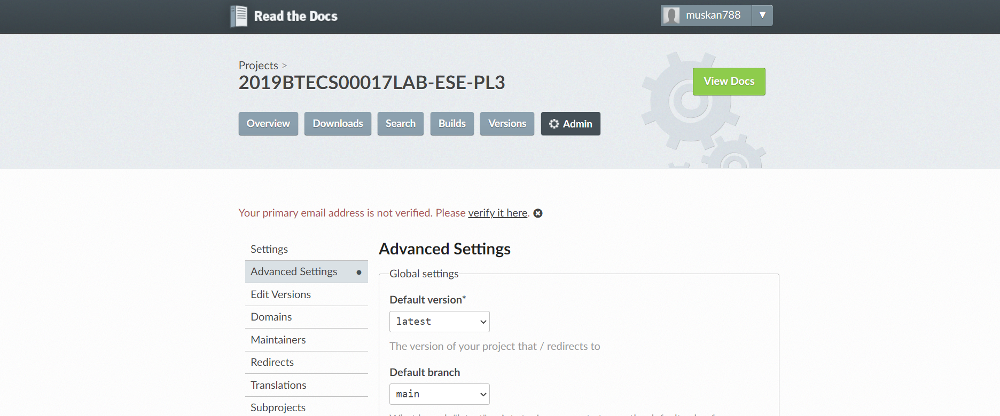 Read the Docs
muskan788 ▼
Projects >
2019BTECS00017LAB-ESE-PL3
View Docs
Overview Downloads Search Builds Versions Admin
Your primary email address is not verified. Please verify it here.
Settings
Advanced Settings
Edit Versions
Domains
Maintainers
Redirects
Translations
Subprojects
Advanced Settings
Global settings
Default version*
latest
The version of your project that / redirects to
Default branch
main